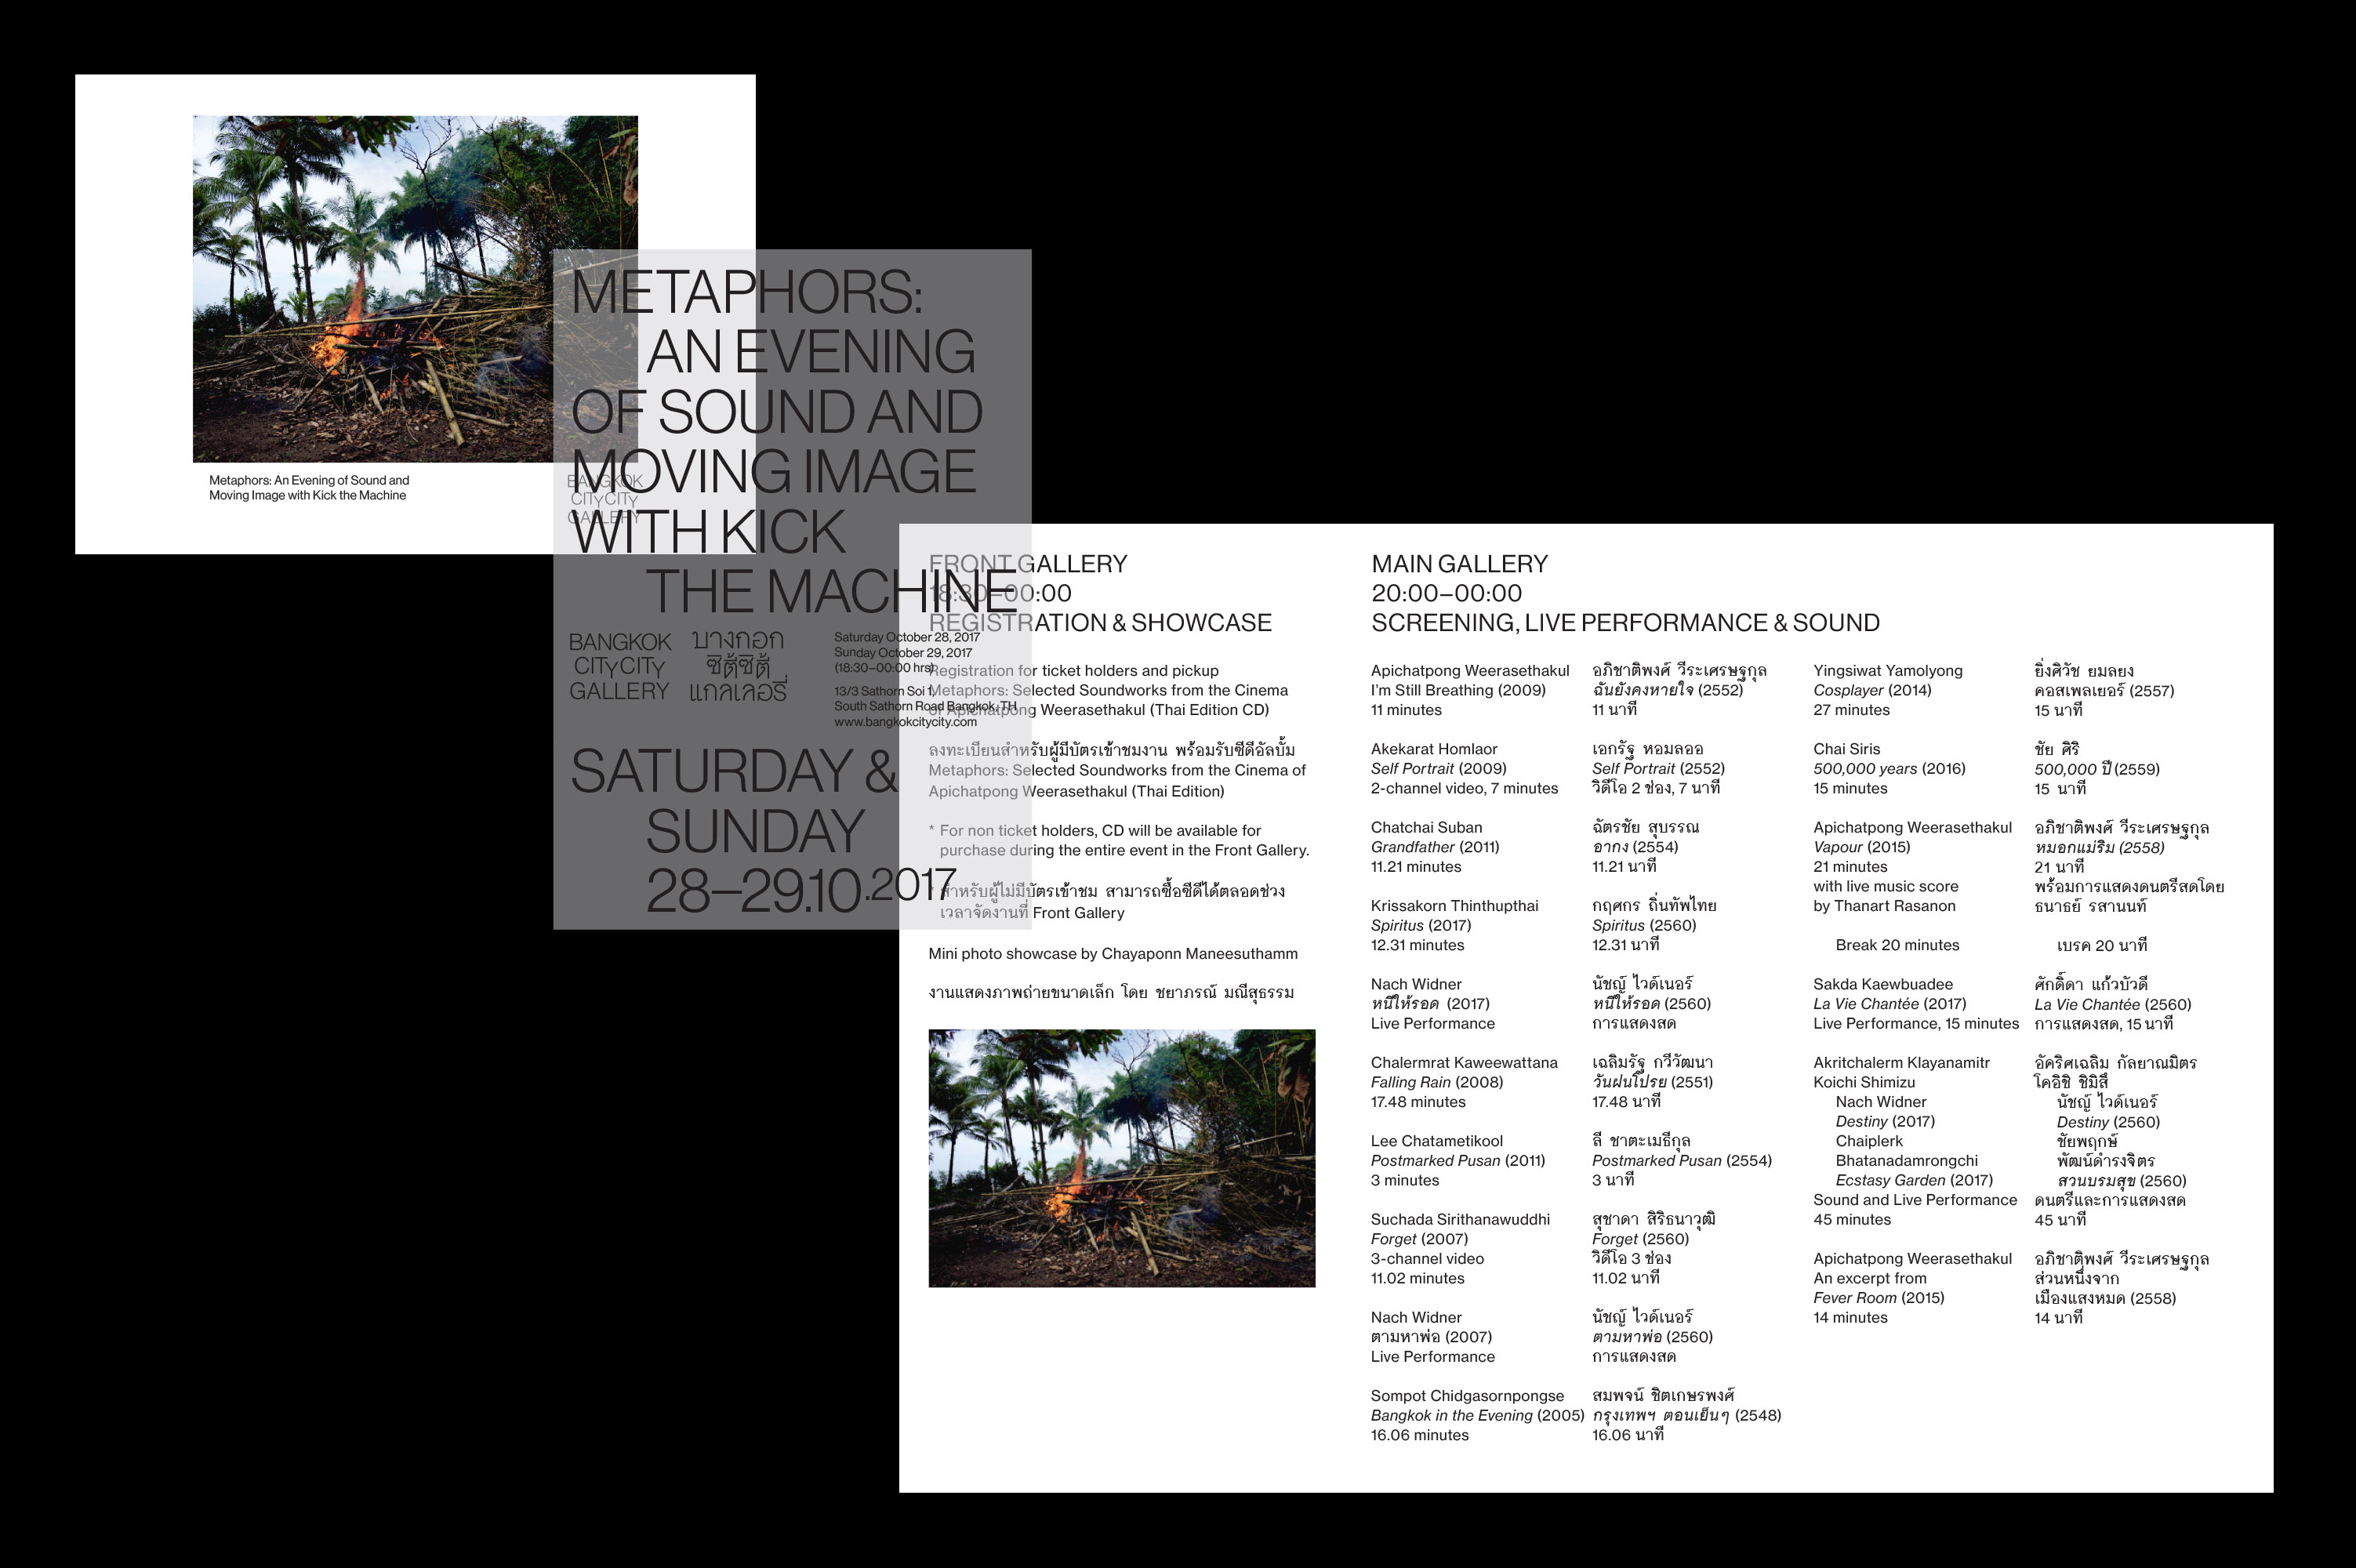 Metaphors: An Evening of Sound and
Moving Image with Kick the Machine
BANGKOK
CITYCITY
GALLERY
METAPHORS:
AN EVENING
OF SOUND AND
MOVING IMAGE
WITH KICK
THE MACHINE
BANGKOK
CITYCITY
GALLERY
บางกอก
ซิตี้ซิตี้
แกลเลอรี่
Saturday October 28, 2017
Sunday October 29, 2017
(18:30–00:00 hrs)
13/3 Sathorn Soi 1,
South Sathorn Road Bangkok, TH
www.bangkokcitycity.com
SATURDAY &
SUNDAY
28–29.10.2017
FRONT GALLERY
18:30–00:00
REGISTRATION & SHOWCASE
Registration for ticket holders and pickup
Metaphors: Selected Soundworks from the Cinema
of Apichatpong Weerasethakul (Thai Edition CD)
ลงทะเบียนสำหรับผู้มีบัตรเข้าชมงาน พร้อมรับซีดีอัลบั้ม
Metaphors: Selected Soundworks from the Cinema of
Apichatpong Weerasethakul (Thai Edition)
* For non ticket holders, CD will be available for
purchase during the entire event in the Front Gallery.
* สำหรับผู้ไม่มีบัตรเข้าชม สามารถซื้อซีดีได้ตลอดช่วง
เวลาจัดงานที่ Front Gallery
Mini photo showcase by Chayaponn Maneesuthamm
งานแสดงภาพถ่ายขนาดเล็ก โดย ชยาภรณ์ มณีสุธรรม
MAIN GALLERY
20:00–00:00
SCREENING, LIVE PERFORMANCE & SOUND
Apichatpong Weerasethakul
I'm Still Breathing (2009)
11 minutes
Akekarat Homlaor
Self Portrait (2009)
2-channel video, 7 minutes
Chatchai Suban
Grandfather (2011)
11.21 minutes
Krissakorn Thinthupthai
Spiritus (2017)
12.31 minutes
Nach Widner
หนีให้รอด (2017)
Live Performance
Chalermrat Kaweewattana
Falling Rain (2008)
17.48 minutes
Lee Chatametikool
Postmarked Pusan (2011)
3 minutes
Suchada Sirithanawuddhi
Forget (2007)
3-channel video
11.02 minutes
Nach Widner
ตามหาพ่อ (2007)
Live Performance
Sompot Chidgasornpongse
Bangkok in the Evening (2005)
16.06 minutes
อภิชาติพงศ์ วีระเศรษฐกุล
ฉันยังคงหายใจ (2552)
11 นาที
เอกรัฐ หอมลออ
Self Portrait (2552)
วิดีโอ 2 ช่อง, 7 นาที
ฉัตรชัย สุบรรณ
อากง (2554)
11.21 นาที
กฤศกร ถิ่นทัพไทย
Spiritus (2560)
12.31 นาที
นัชญ์ ไวด์เนอร์
หนีให้รอด (2560)
การแสดงสด
เฉลิมรัฐ กวีวัฒนา
วันฝนโปรย (2551)
17.48 นาที
ลี ชาตะเมธีกุล
Postmarked Pusan (2554)
3 นาที
สุชาดา สิริธนาวุฒิ
Forget (2560)
วิดีโอ 3 ช่อง
11.02 นาที
นัชญ์ ไวด์เนอร์
ตามหาพ่อ (2560)
การแสดงสด
สมพจน์ ชิตเกษรพงศ์
กรุงเทพฯ ตอนเย็นๆ (2548)
16.06 นาที
Yingsiwat Yamolyong
Cosplayer (2014)
27 minutes
Chai Siris
500,000 years (2016)
15 minutes
Apichatpong Weerasethakul
Vapour (2015)
21 minutes
with live music score
by Thanart Rasanon
Break 20 minutes
Sakda Kaewbuadee
La Vie Chantée (2017)
Live Performance, 15 minutes
Akritchalerm Klayanamitr
Koichi Shimizu
Nach Widner
Destiny (2017)
Chaiplerk
Bhatanadamrongchi
Ecstasy Garden (2017)
Sound and Live Performance
45 minutes
Apichatpong Weerasethakul
An excerpt from
Fever Room (2015)
14 minutes
ยิ่งศิวัช ยมลยง
คอสเพลเยอร์ (2557)
15 นาที
ชัย ศิริ
500,000 ปี (2559)
15 นาที
อภิชาติพงศ์ วีระเศรษฐกุล
หมอกแม่ริม (2558)
21 นาที
พร้อมการแสดงดนตรีสดโดย
ธนาธย์ รสานนท์
เบรค 20 นาที
ศักดิ์ดา แก้วบัวดี
La Vie Chantée (2560)
การแสดงสด, 15 นาที
อัคริศเฉลิม กัลยาณมิตร
โคอิชิ ชิมิสึ
นัชญ์ ไวด์เนอร์
Destiny (2560)
ชัยพฤกษ์
พัฒน์ดำรงจิตร
สวนบรมสุข (2560)
ดนตรีและการแสดงสด
45 นาที
อภิชาติพงศ์ วีระเศรษฐกุล
ส่วนหนึ่งจาก
เมืองแสงหมด (2558)
14 นาที